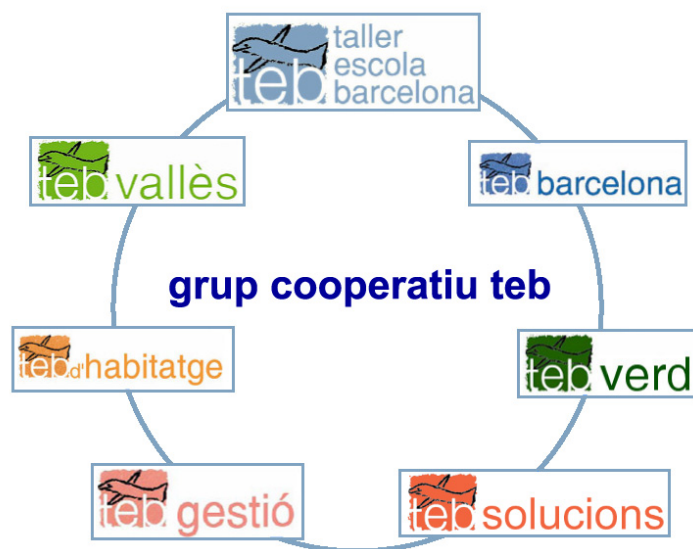 teb taller
escola
barcelona
teb vallès
teb barcelona
grup cooperatiu teb
teb d'habitatge
teb verd
teb gestió
teb solucions